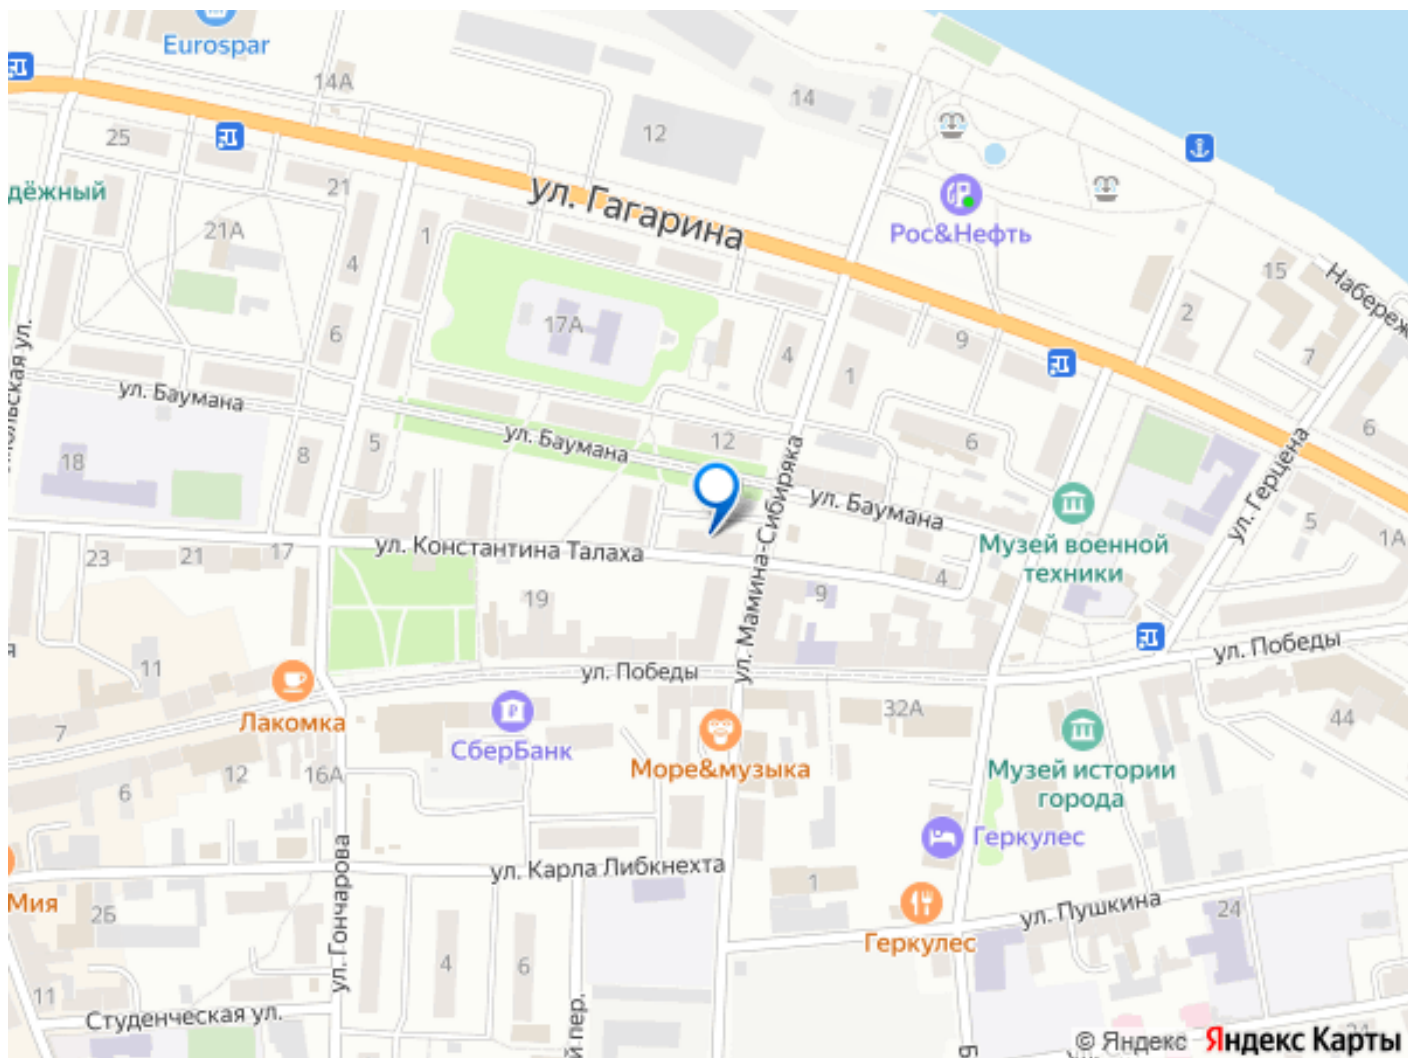 Eurospar
14А
14
12
25
21
дёжный
ул. Гагарина
Рос&Нефть
21А
1
4
15
Набереж
2
17А
6
4
9
7
1
ул. Баумана
ул. Баумана
12
6
6
5
8
18
ул. Баумана
ул. Мамина-Сибиряка
ул. Герцена
5
1А
Музей военной
техники
ул. Константина Талаха
23
21
17
4
9
19
ул. Победы
ул. Победы
11
Лакомка
7
СберБанк
32А
44
Море&музыка
Музей истории
города
12
16А
6
Геркулес
ул. Гончарова
ул. Карла Либкнехта
1
Мия
2Б
ул. Пушкина
24
Геркулес
4
6
11
Студенческая ул.
й пер.
© Яндекс Яндекс Карты